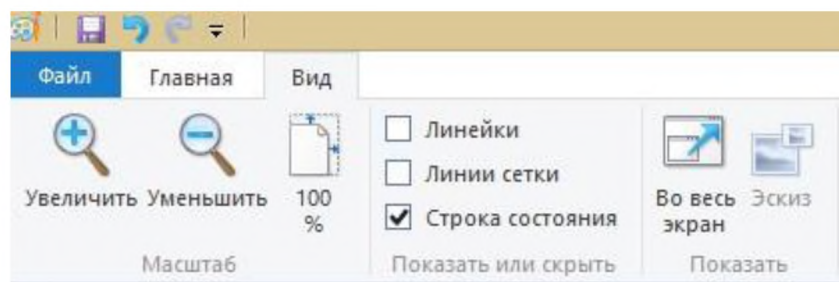 Файл Главная Вид
Увеличить Уменьшить 100 %
Масштаб
Линейки
Линии сетки
Строка состояния
Показать или скрыть
Во весь экран
Эскиз
Показать